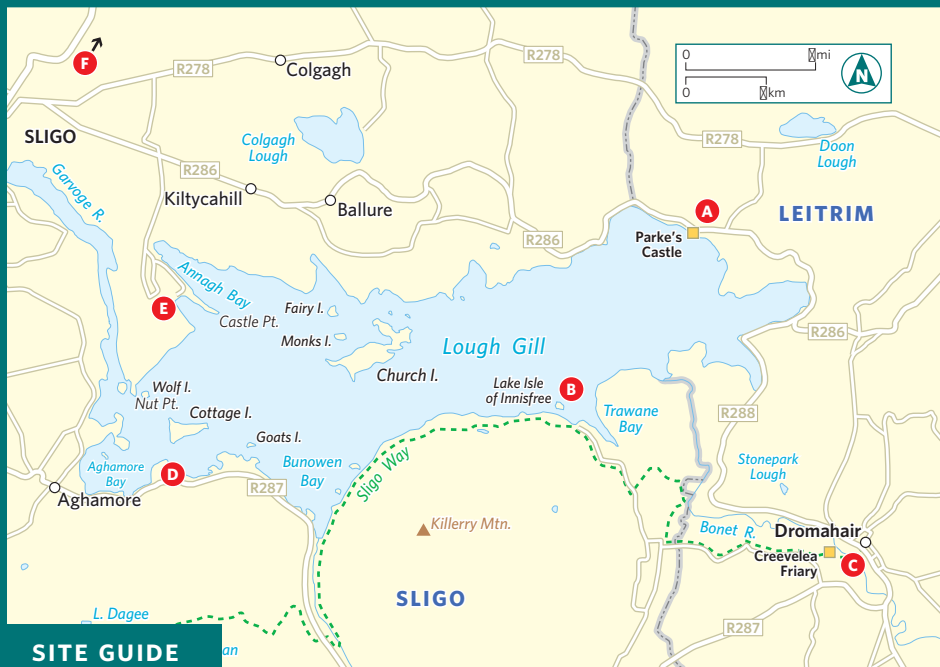 F
R278
Colgagh
R278
0
mi
0
km
N
SLIGO
Colgagh
Lough
R278
Doon
Lough
R286
Garvoge R.
Kiltycahill
Ballure
A
LEITRIM
Parke's
Castle
R286
Annagh Bay
E
Castle Pt.
Fairy I.
Monks I.
Lough Gill
R286
Church I.
Lake Isle
of Innisfree
B
Wolf I.
Nut Pt.
Cottage I.
Trawane
Bay
R288
Goats I.
Bunowen
Bay
Sligo Way
Stonepark
Lough
Aghamore
Bay
D
R287
Aghamore
Killerry Mtn.
Bonet R.
Dromahair
Creevelea
Friary
C
SLIGO
L. Dagee
R287
SITE GUIDE
an